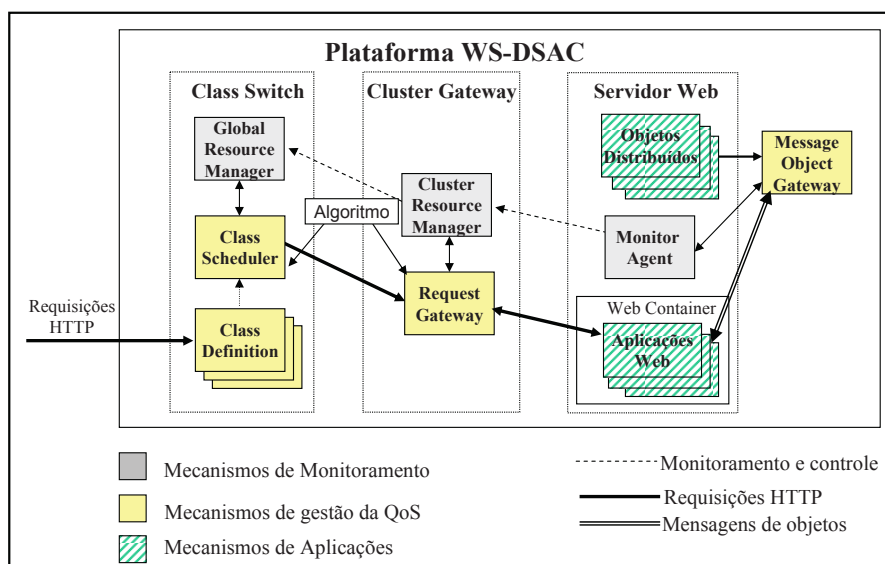 Plataforma WS-DSAC
Class Switch
Cluster Gateway
Servidor Web
Global
Resource
Manager
Objetos
Distribuídos
Message
Object
Gateway
Cluster
Resource
Manager
Algoritmo
Class
Scheduler
Monitor
Agent
Request
Gateway
Requisições
HTTP
Class
Definition
Web Container
Aplicações
Web
Mecanismos de Monitoramento
Mecanismos de gestão da QoS
Mecanismos de Aplicações
Monitoramento e controle
Requisições HTTP
Mensagens de objetos